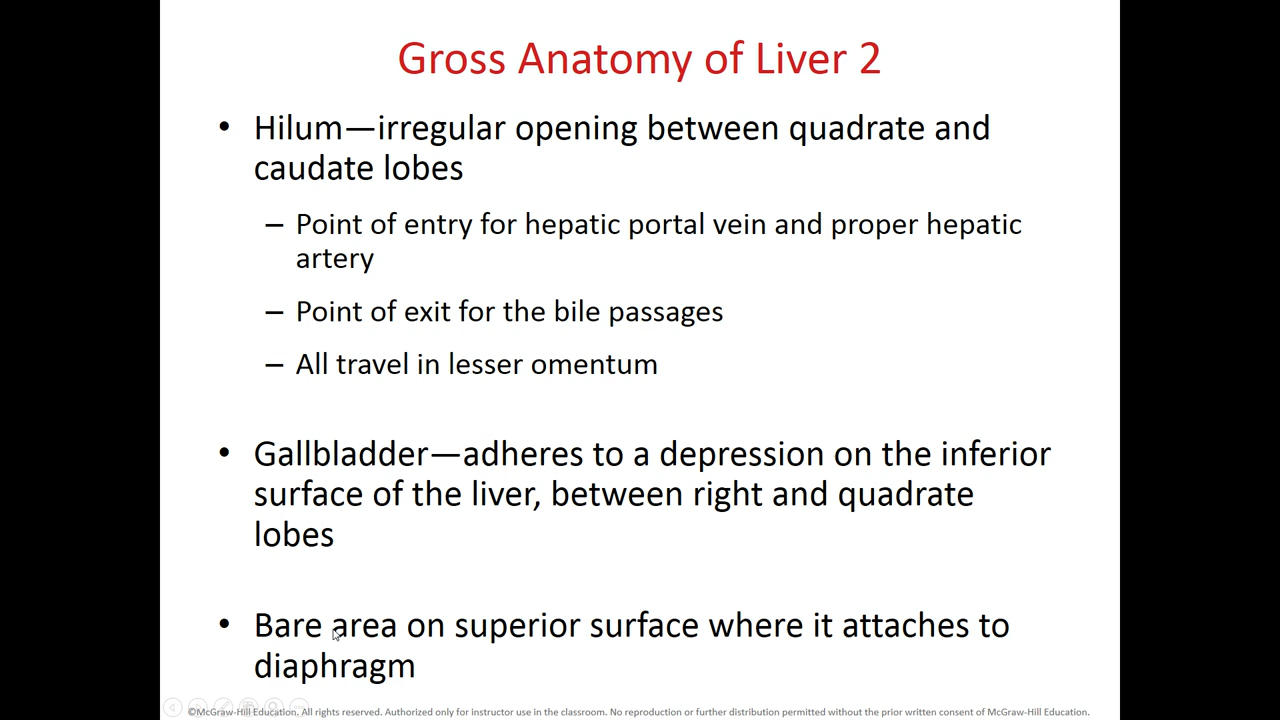 Gross Anatomy of Liver 2
• Hilum—irregular opening between quadrate and
caudate lobes
– Point of entry for hepatic portal vein and proper hepatic
artery
– Point of exit for the bile passages
– All travel in lesser omentum
• Gallbladder—adheres to a depression on the inferior
surface of the liver, between right and quadrate
lobes
• Bare area on superior surface where it attaches to
diaphragm
©McGraw-Hill Education. All rights reserved. Authorized only for instructor use in the classroom. No reproduction or further distribution permitted without the prior written consent of McGraw-Hill Education.